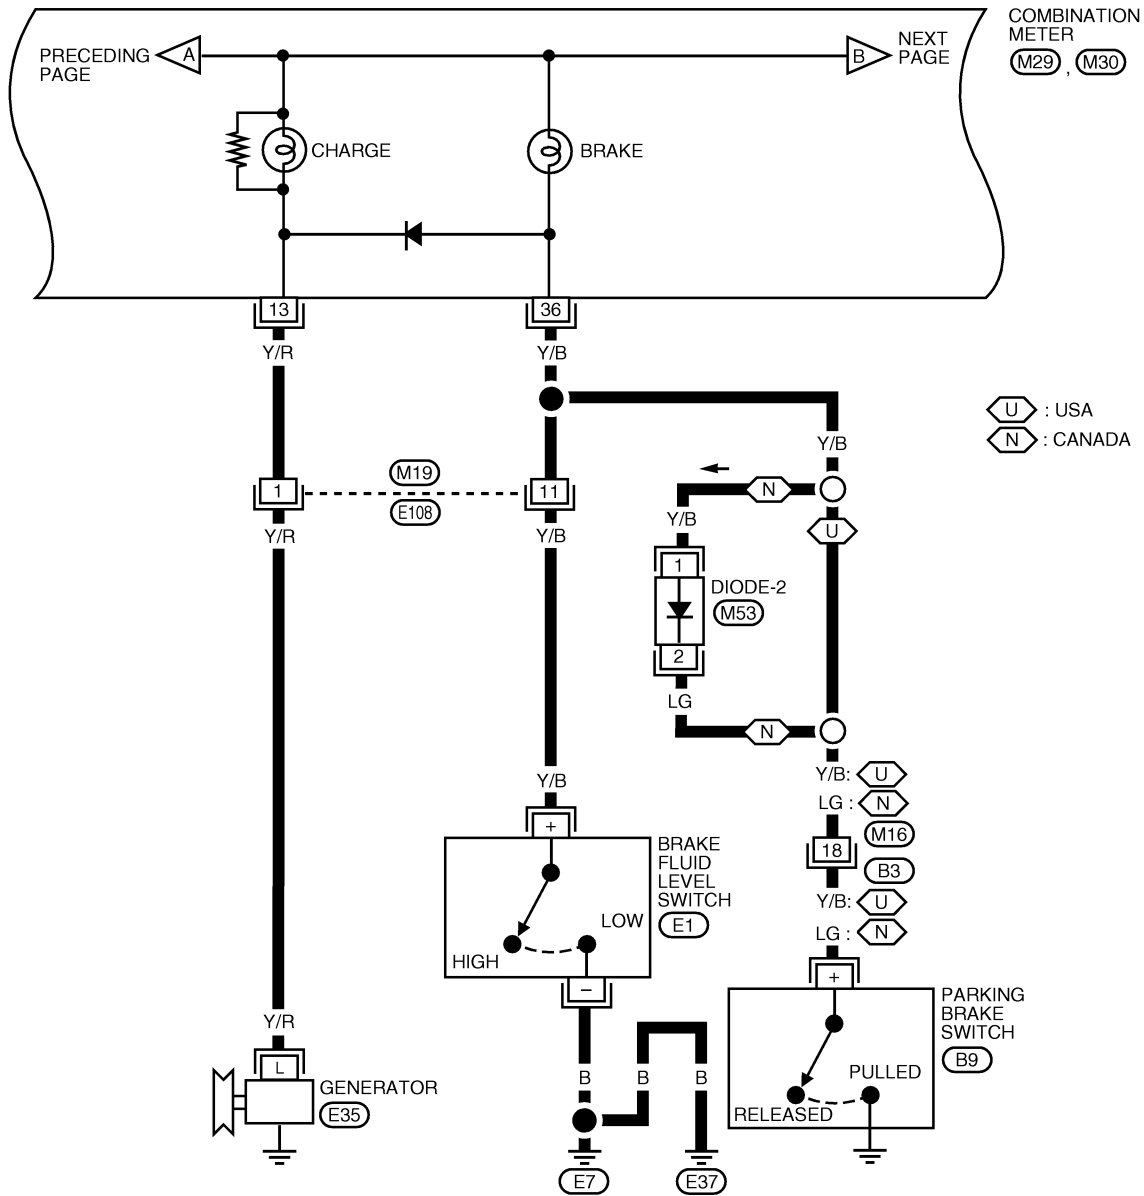 COMBINATION
METER
M29 , M30
PRECEDING
PAGE
A
B
NEXT
PAGE
CHARGE
BRAKE
13
36
Y/R
Y/B
U : USA
N : CANADA
Y/B
M19
N
1
11
E108
Y/B
U
Y/R
Y/B
1
DIODE-2
M53
2
LG
N
Y/B
Y/B: U
LG : N
M16
18
B3
+
BRAKE
FLUID
LEVEL
SWITCH
E1
Y/B: U
LG : N
LOW
HIGH
+
−
PARKING
BRAKE
SWITCH
B9
Y/R
L
PULLED
RELEASED
B
B
B
GENERATOR
E35
E7
E37